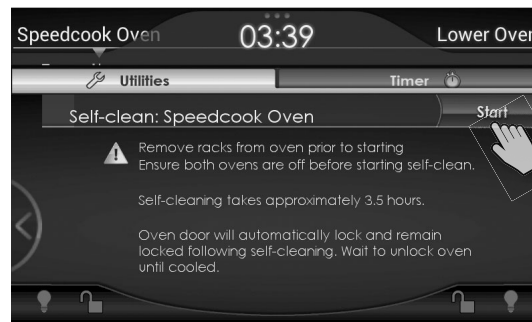 Speedcook Oven 03:39 Lower Oven
Utilities Timer
Self-clean: Speedcook Oven Start
Remove racks from oven prior to starting
Ensure both ovens are off before starting self-clean.
Self-cleaning takes approximately 3.5 hours.
Oven door will automatically lock and remain
locked following self-cleaning. Wait to unlock oven
until cooled.